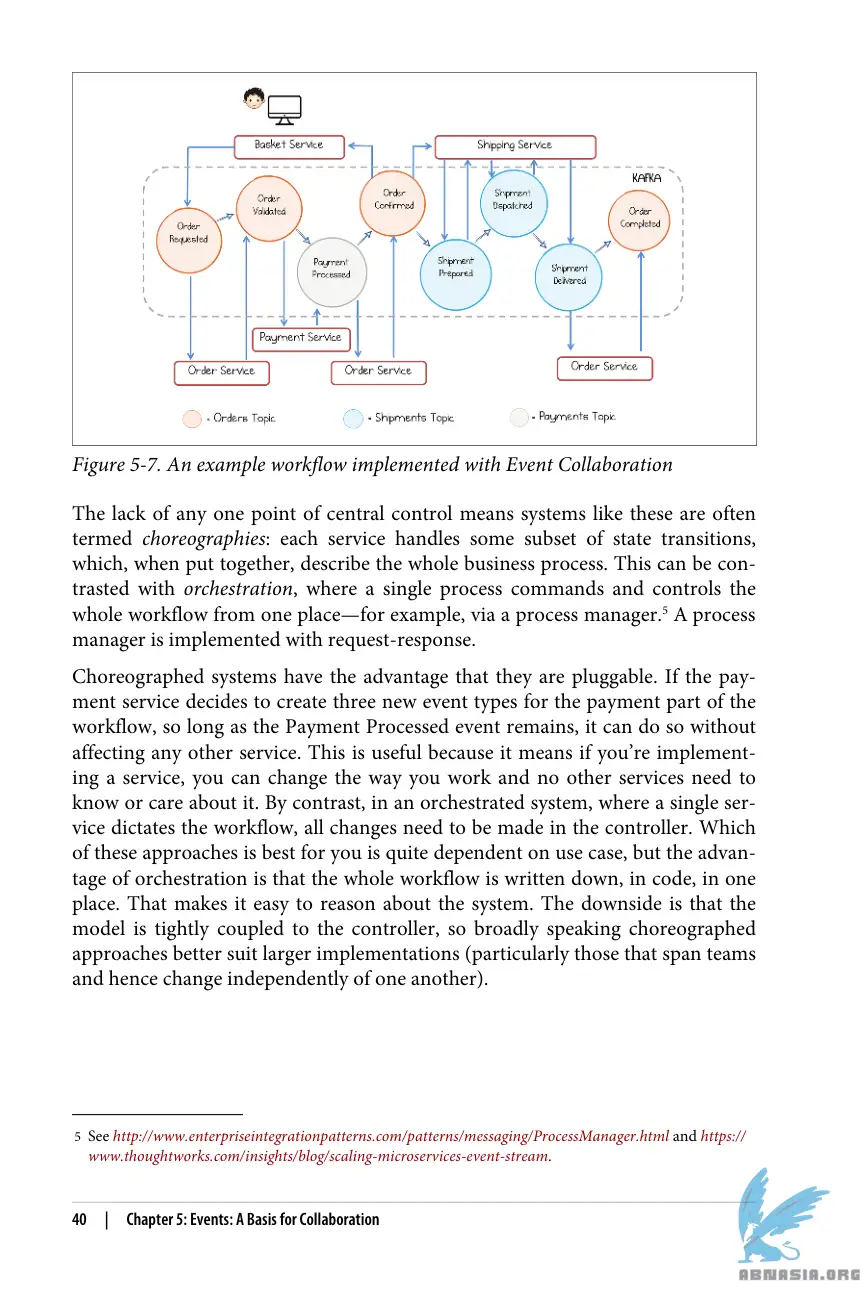 Basket Service
Shipping Service
KAFKA
Order
Requested
Order
Validated
Payment
Processed
Order
Confirmed
Shipment
Prepared
Shipment
Dispatched
Shipment
Delivered
Order
Completed
Payment Service
Order Service
Order Service
Order Service
- Orders Topic
= Shipments Topic
= Payments Topic
Figure 5-7. An example workflow implemented with Event Collaboration
The lack of any one point of central control means systems like these are often
termed choreographies: each service handles some subset of state transitions,
which, when put together, describe the whole business process. This can be con-
trasted with orchestration, where a single process commands and controls the
whole workflow from one place—for example, via a process manager.5 A process
manager is implemented with request-response.
Choreographed systems have the advantage that they are pluggable. If the pay-
ment service decides to create three new event types for the payment part of the
workflow, so long as the Payment Processed event remains, it can do so without
affecting any other service. This is useful because it means if you’re implement-
ing a service, you can change the way you work and no other services need to
know or care about it. By contrast, in an orchestrated system, where a single ser-
vice dictates the workflow, all changes need to be made in the controller. Which
of these approaches is best for you is quite dependent on use case, but the advan-
tage of orchestration is that the whole workflow is written down, in code, in one
place. That makes it easy to reason about the system. The downside is that the
model is tightly coupled to the controller, so broadly speaking choreographed
approaches better suit larger implementations (particularly those that span teams
and hence change independently of one another).
5 See http://www.enterpriseintegrationpatterns.com/patterns/messaging/ProcessManager.html and https://
www.thoughtworks.com/insights/blog/scaling-microservices-event-stream.
40 | Chapter 5: Events: A Basis for Collaboration
ABNASIA.ORG